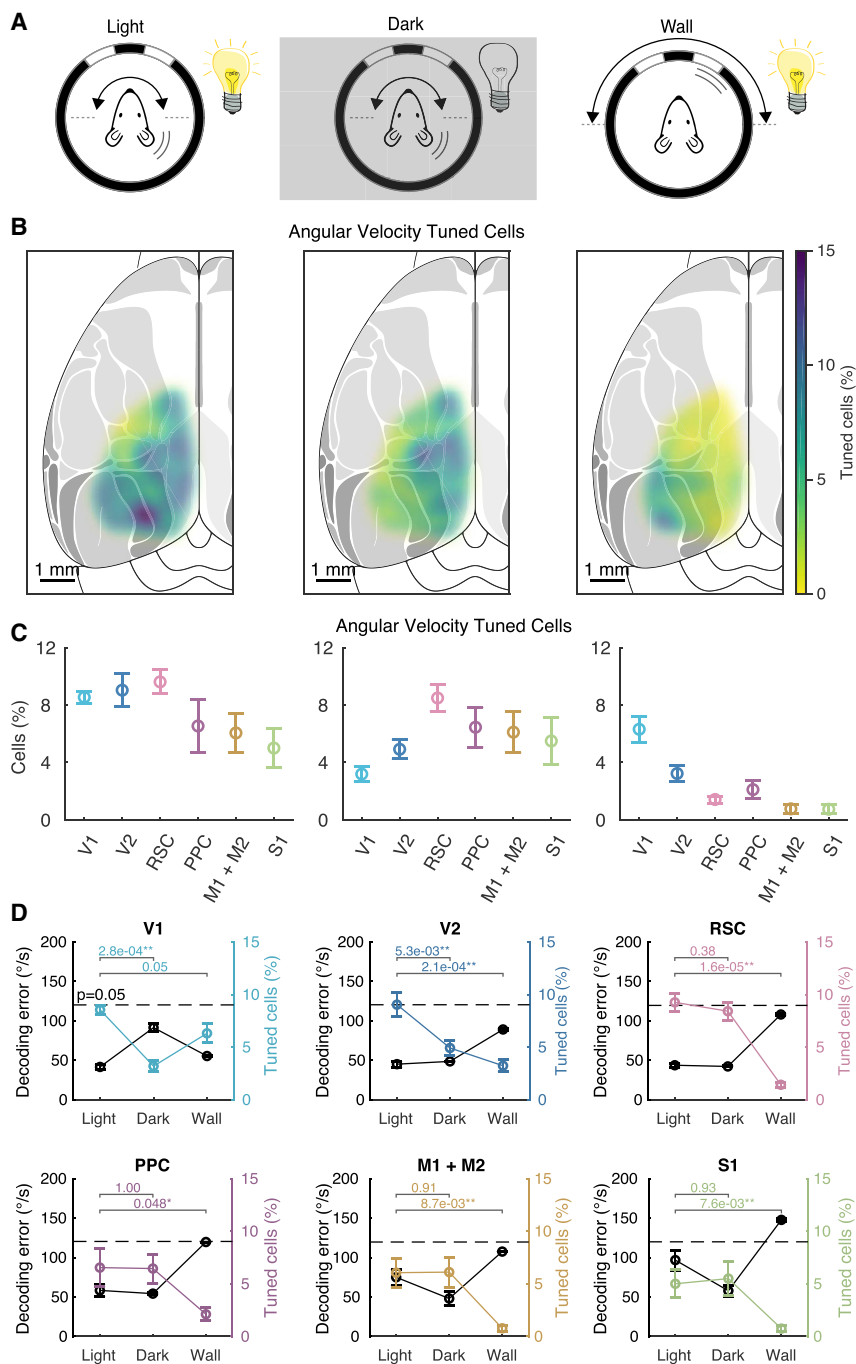 A
Light
Dark
Wall
B
Angular Velocity Tuned Cells
1 mm
1 mm
1 mm
15
10
5
0
Tuned cells (%)
C
Angular Velocity Tuned Cells
Cells (%)
12
8
4
0
V1
V2
RSC
PPC
M1 + M2
S1
12
8
4
0
V1
V2
RSC
PPC
M1 + M2
S1
12
8
4
0
V1
V2
RSC
PPC
M1 + M2
S1
D
V1
Decoding error (°/s)
200
150
100
50
0
2.8e-04**
0.05
p=0.05
15
10
5
0
Tuned cells (%)
Light Dark Wall
V2
Decoding error (°/s)
200
150
100
50
0
5.3e-03**
2.1e-04**
15
10
5
0
Tuned cells (%)
Light Dark Wall
RSC
Decoding error (°/s)
200
150
100
50
0
0.38
1.6e-05**
15
10
5
0
Tuned cells (%)
Light Dark Wall
PPC
Decoding error (°/s)
200
150
100
50
0
1.00
0.048*
15
10
5
0
Tuned cells (%)
Light Dark Wall
M1 + M2
Decoding error (°/s)
200
150
100
50
0
0.91
8.7e-03**
15
10
5
0
Tuned cells (%)
Light Dark Wall
S1
Decoding error (°/s)
200
150
100
50
0
0.93
7.6e-03**
15
10
5
0
Tuned cells (%)
Light Dark Wall